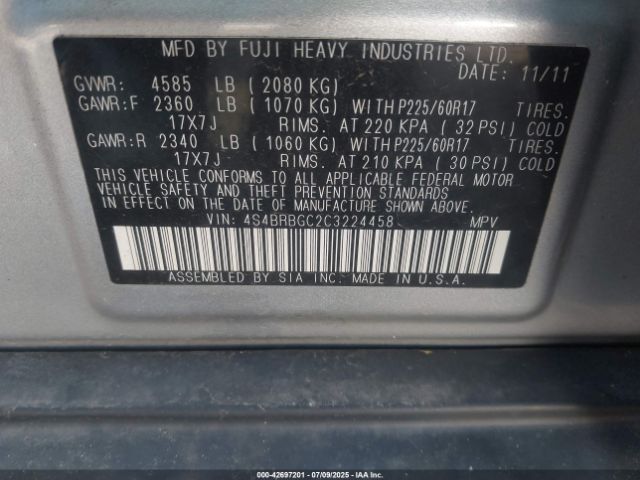 MFD BY FUJI HEAVY INDUSTRIES LTD.
DATE: 11/11
GVWR: 4585 LB (2080 KG)
GAWR:F 2360 LB (1070 KG) WITH P225/60R17 TIRES.
17X7J RIMS. AT 220 KPA (32 PSI) COLD
GAWR:R 2340 LB (1060 KG) WITH P225/60R17 TIRES.
17X7J RIMS. AT 210 KPA (30 PSI) COLD
THIS VEHICLE CONFORMS TO ALL APPLICABLE FEDERAL MOTOR
VEHICLE SAFETY AND THEFT PREVENTION STANDARDS
IN EFFECT ON THE DATE OF MANUFACTURE SHOWN ABOVE.
VIN: 4S4BRBGC2C3224458 MPV
ASSEMBLED BY SIA INC. MADE IN U.S.A.
000-42697201 - 07/09/2025 - IAAI.COM